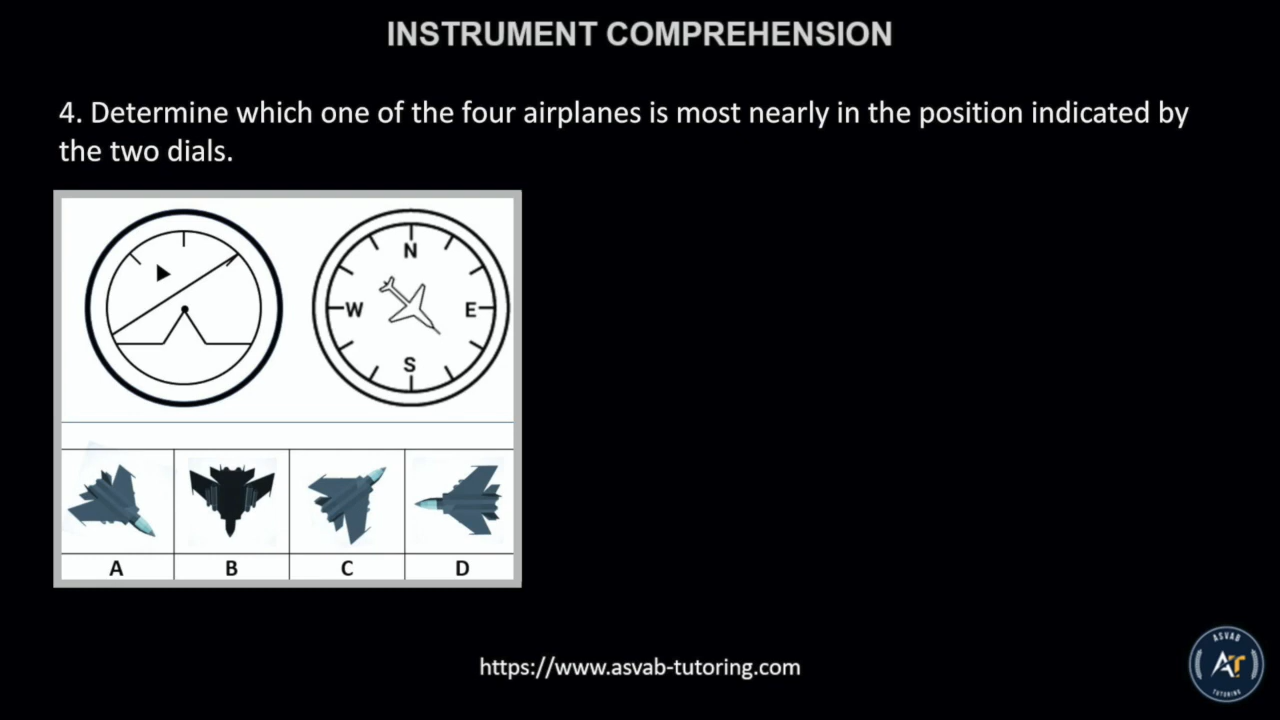 INSTRUMENT COMPREHENSION
4. Determine which one of the four airplanes is most nearly in the position indicated by
the two dials.
N
W E
S
A B C D
https://www.asvab-tutoring.com
ASVAB
AT
TUTORING